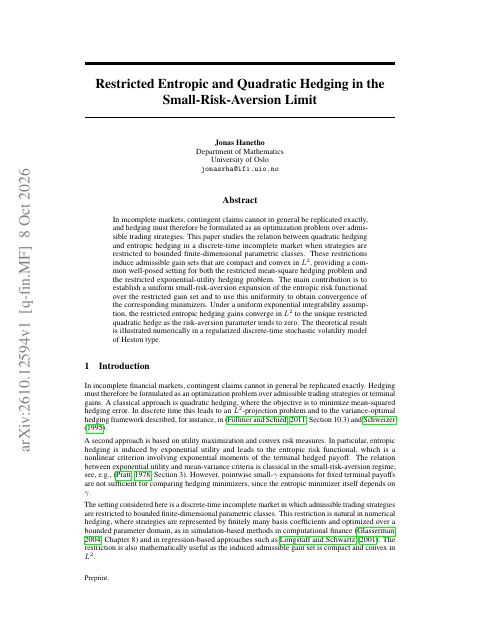 arXiv:2610.12594v1 [q-fin.MF] 8 Oct 2026
Restricted Entropic and Quadratic Hedging in the
Small-Risk-Aversion Limit
Jonas Hanetho
Department of Mathematics
University of Oslo
jonasrha@ifi.uio.no
Abstract
In incomplete markets, contingent claims cannot in general be replicated exactly,
and hedging must therefore be formulated as an optimization problem over admis-
sible trading strategies. This paper studies the relation between quadratic hedging
and entropic hedging in a discrete-time incomplete market when strategies are
restricted to bounded finite-dimensional parametric classes. These restrictions
induce admissible gain sets that are compact and convex in L², providing a com-
mon well-posed setting for both the restricted mean-square hedging problem and
the restricted exponential-utility hedging problem. The main contribution is to
establish a uniform small-risk-aversion expansion of the entropic risk functional
over the restricted gain set and to use this uniformity to obtain convergence of
the corresponding minimizers. Under a uniform exponential integrability assump-
tion, the restricted entropic hedging gains converge in L² to the unique restricted
quadratic hedge as the risk-aversion parameter tends to zero. The theoretical result
is illustrated numerically in a regularized discrete-time stochastic volatility model
of Heston type.
1 Introduction
In incomplete financial markets, contingent claims cannot in general be replicated exactly. Hedging
must therefore be formulated as an optimization problem over admissible trading strategies or terminal
gains. A classical approach is quadratic hedging, where the objective is to minimize mean-squared
hedging error. In discrete time this leads to an L²-projection problem and to the variance-optimal
hedging framework described, for instance, in (Föllmer and Schied, 2011, Section 10.3) and Schweizer
(1995).
A second approach is based on utility maximization and convex risk measures. In particular, entropic
hedging is induced by exponential utility and leads to the entropic risk functional, which is a
nonlinear criterion involving exponential moments of the terminal hedged payoff. The relation
between exponential utility and mean-variance criteria is classical in the small-risk-aversion regime;
see, e.g., (Pratt, 1978, Section 3). However, pointwise small-γ expansions for fixed terminal payoffs
are not sufficient for comparing hedging minimizers, since the entropic minimizer itself depends on
γ.
The setting considered here is a discrete-time incomplete market in which admissible trading strategies
are restricted to bounded finite-dimensional parametric classes. This restriction is natural in numerical
hedging, where strategies are represented by finitely many basis coefficients and optimized over a
bounded parameter domain, as in simulation-based methods in computational finance (Glasserman,
2004, Chapter 8) and in regression-based approaches such as Longstaff and Schwartz (2001). The
restriction is also mathematically useful as the induced admissible gain set is compact and convex in
L².
Preprint.